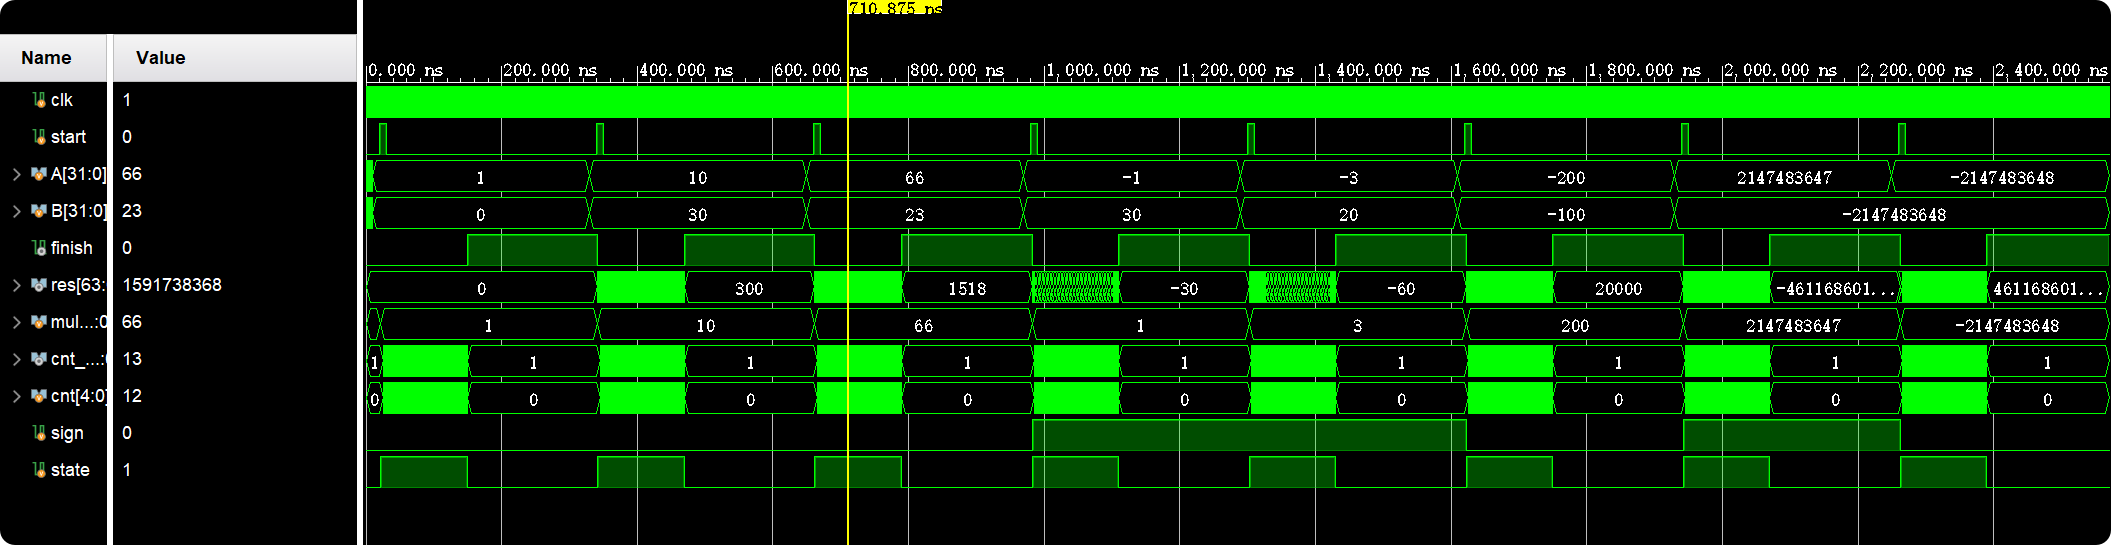 710.875 ns
Name Value
0.000 ns 200.000 ns 400.000 ns 600.000 ns 800.000 ns 1,000.000 ns 1,200.000 ns 1,400.000 ns 1,600.000 ns 1,800.000 ns 2,000.000 ns 2,200.000 ns 2,400.000 ns
clk 1
start 0
A[31:0] 66 1 10 66 -1 -3 -200 2147483647 -2147483648
B[31:0] 23 0 30 23 30 20 -100 -2147483648
finish 0
res[63: 1591738368 0 300 1518 -30 -60 20000 -461168601... 461168601...
mul...:0 66 1 10 66 1 3 200 2147483647 -2147483648
cnt_...: 13 1 1 1 1 1 1 1 1 1
cnt[4:0] 12 0 0 0 0 0 0 0 0 0
sign 0
state 1